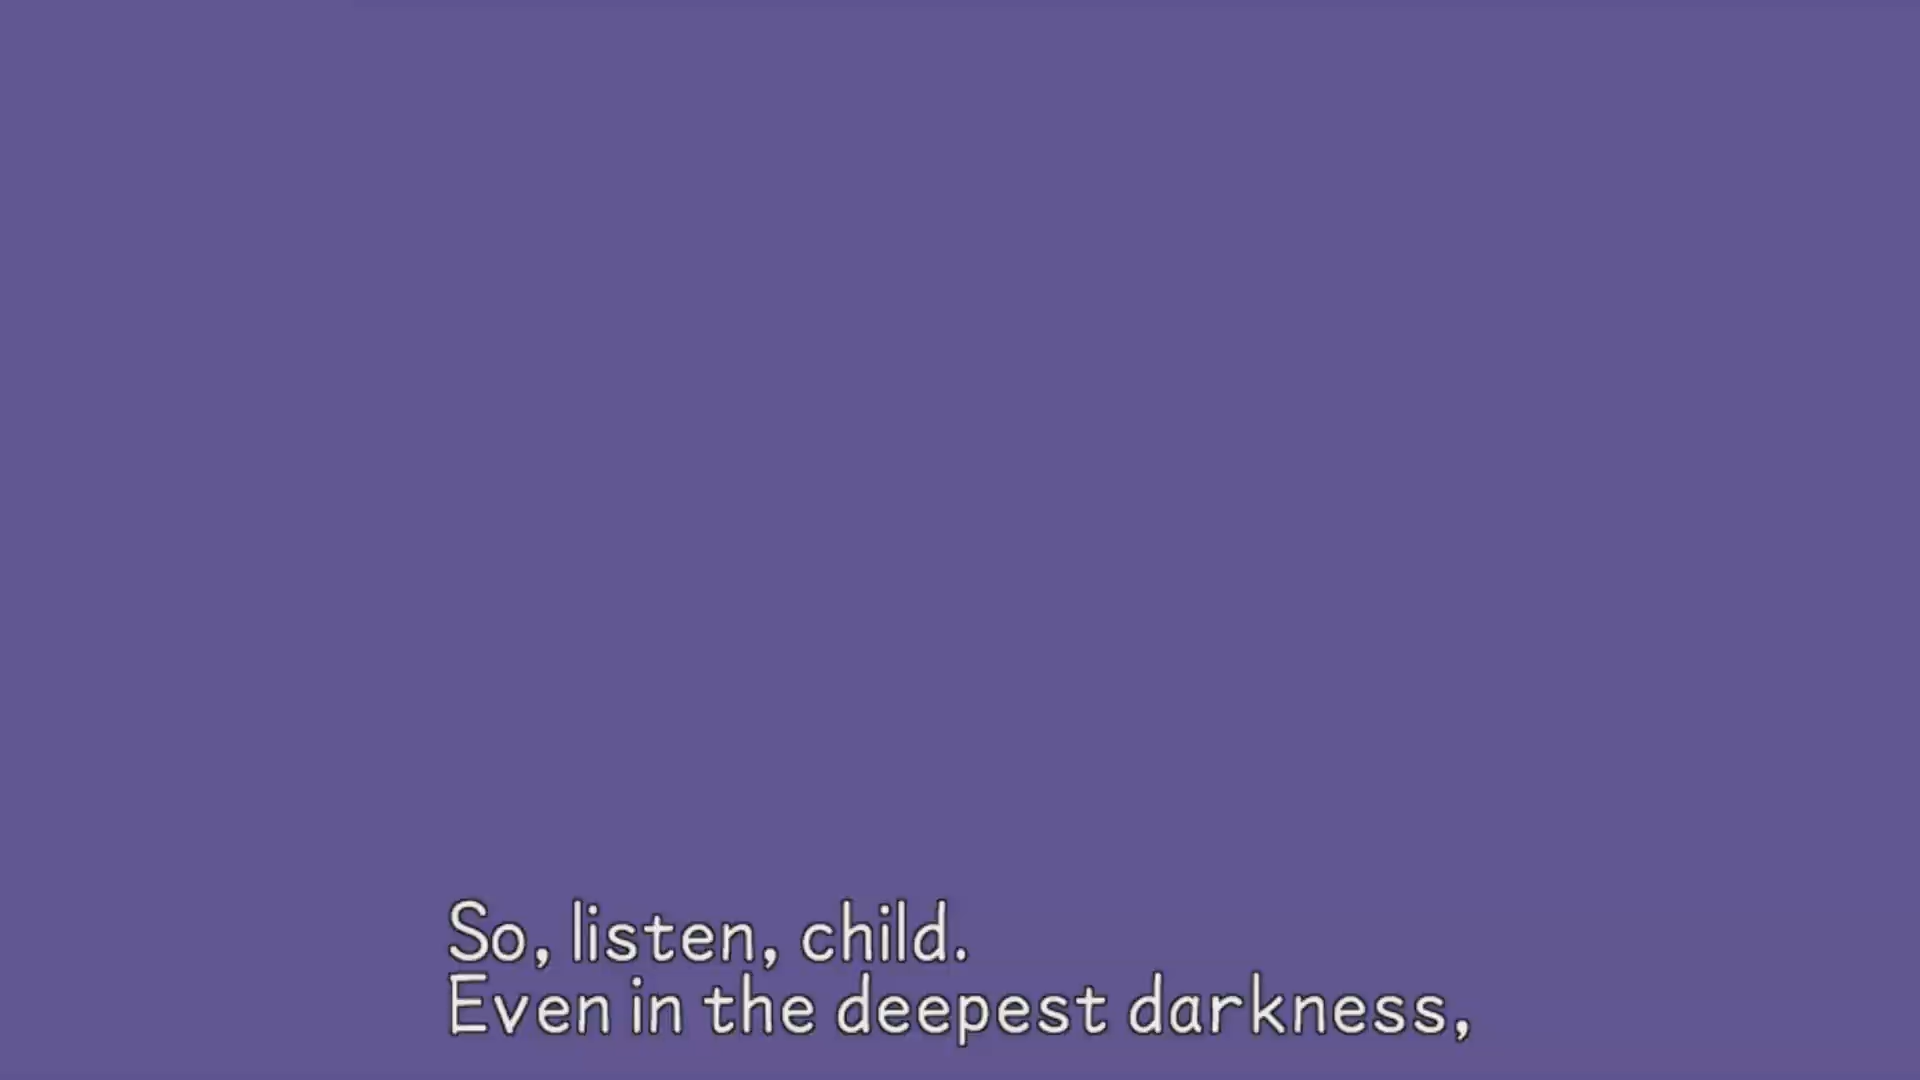 So, listen, child.
Even in the deepest darkness,